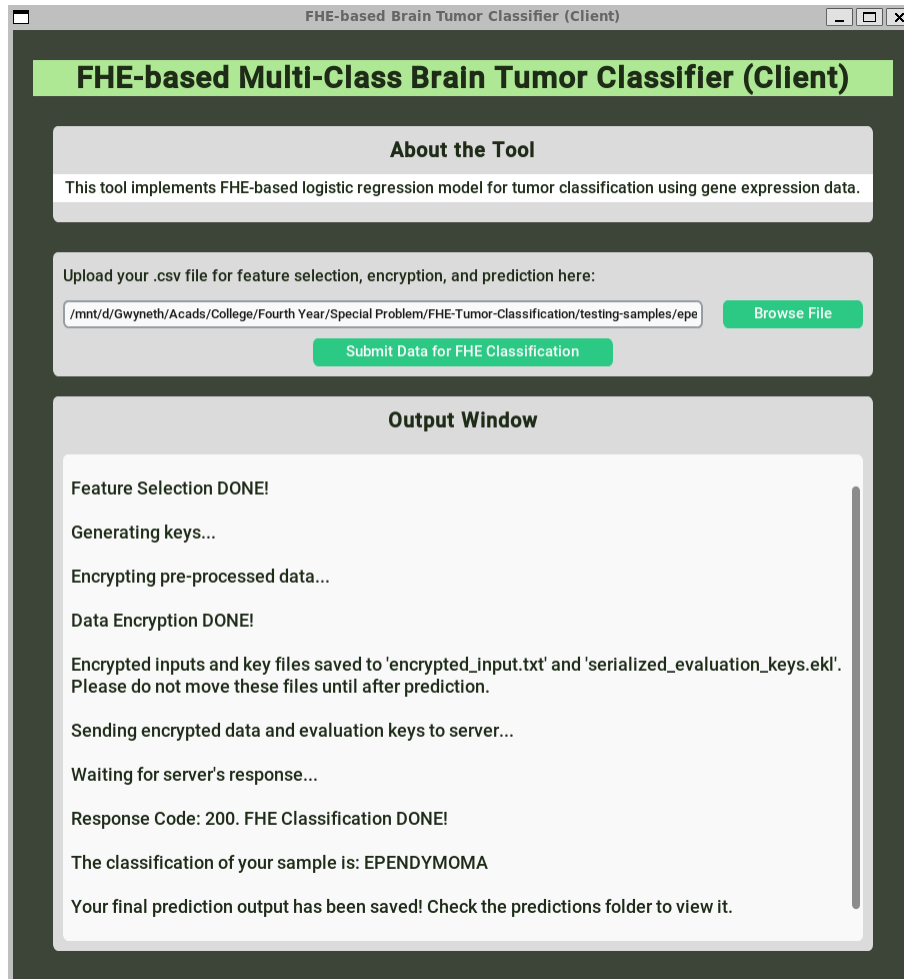 FHE-based Brain Tumor Classifier (Client)
FHE-based Multi-Class Brain Tumor Classifier (Client)
About the Tool
This tool implements FHE-based logistic regression model for tumor classification using gene expression data.
Upload your .csv file for feature selection, encryption, and prediction here:
/mnt/d/Gwyneth/Acads/College/Fourth Year/Special Problem/FHE-Tumor-Classification/testing-samples/epe
Browse File
Submit Data for FHE Classification
Output Window
Feature Selection DONE!
Generating keys...
Encrypting pre-processed data...
Data Encryption DONE!
Encrypted inputs and key files saved to 'encrypted_input.txt' and 'serialized_evaluation_keys.ekl'.
Please do not move these files until after prediction.
Sending encrypted data and evaluation keys to server...
Waiting for server's response...
Response Code: 200. FHE Classification DONE!
The classification of your sample is: EPENDYMOMA
Your final prediction output has been saved! Check the predictions folder to view it.